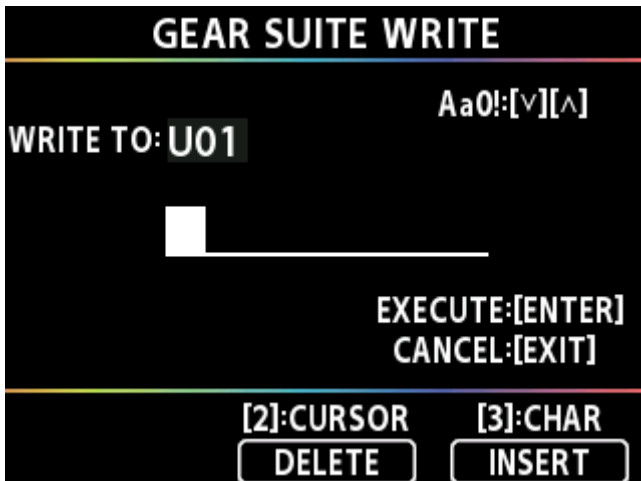 GEAR SUITE WRITE
Aa0!:[∨][∧]
WRITE TO: U01
EXECUTE:[ENTER]
CANCEL:[EXIT]
[2]:CURSOR [3]:CHAR
DELETE INSERT